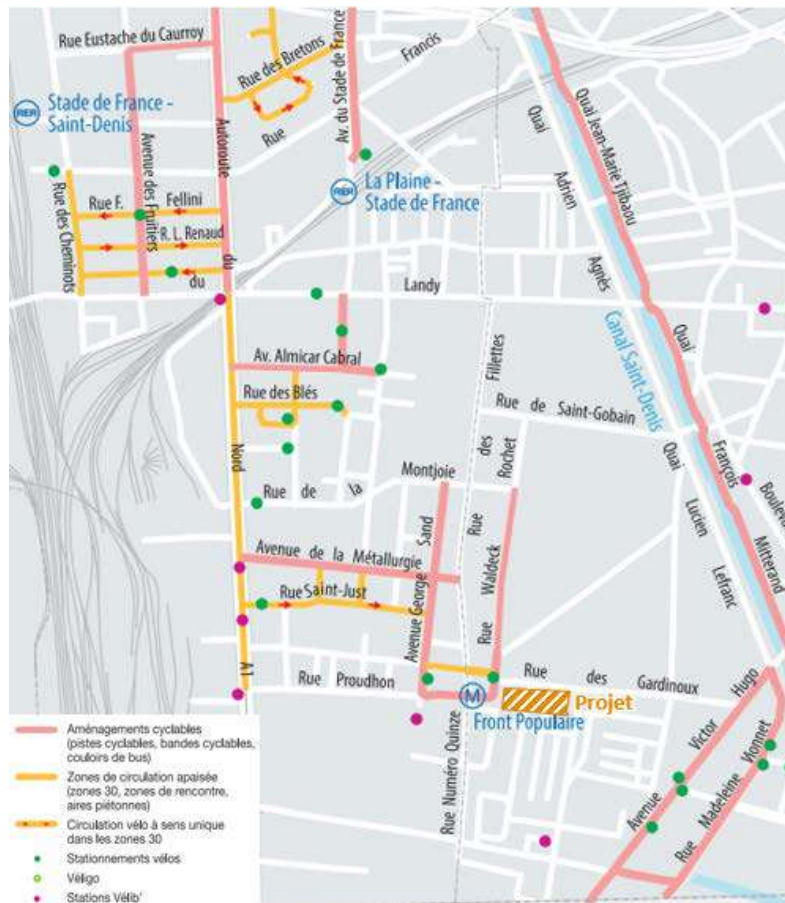 Rue Eustache du Caurroy
Rue des Bretons
Av. du Stade de France
Francis
Rue
Quai
Adrien
Agnès
Quai Jean-Marie Tjibaou
RER
Stade de France -
Saint-Denis
Avenue des Fruitiers
Autoroute
du
Nord
A1
RER
La Plaine -
Stade de France
Rue des Cheminots
Rue F.
Fellini
R. L. Renaud
du
Landy
Canal Saint-Denis
Quai
François
Mitterand
Av. Almicar Cabral
Rue des Blés
Rue
des
Fillettes
Rue de Saint-Gobain
Quai
Lucien
Lefranc
Boulev
Rue de la
Montjoie
Rue
Waldeck
Rochet
Avenue de la Métallurgie
Avenue George
Sand
Rue Saint-Just
Rue Proudhon
Rue des Gardinoux
M
Front Populaire
Projet
Rue Numéro Quinze
Avenue
Victor
Hugo
Rue
Madeleine
Vionnet
Aménagements cyclables
(pistes cyclables, bandes cyclables,
couloirs de bus)
Zones de circulation apaisée
(zones 30, zones de rencontre,
aires piétonnes)
Circulation vélo à sens unique
dans les zones 30
Stationnements vélos
Véligo
Stations Vélib'